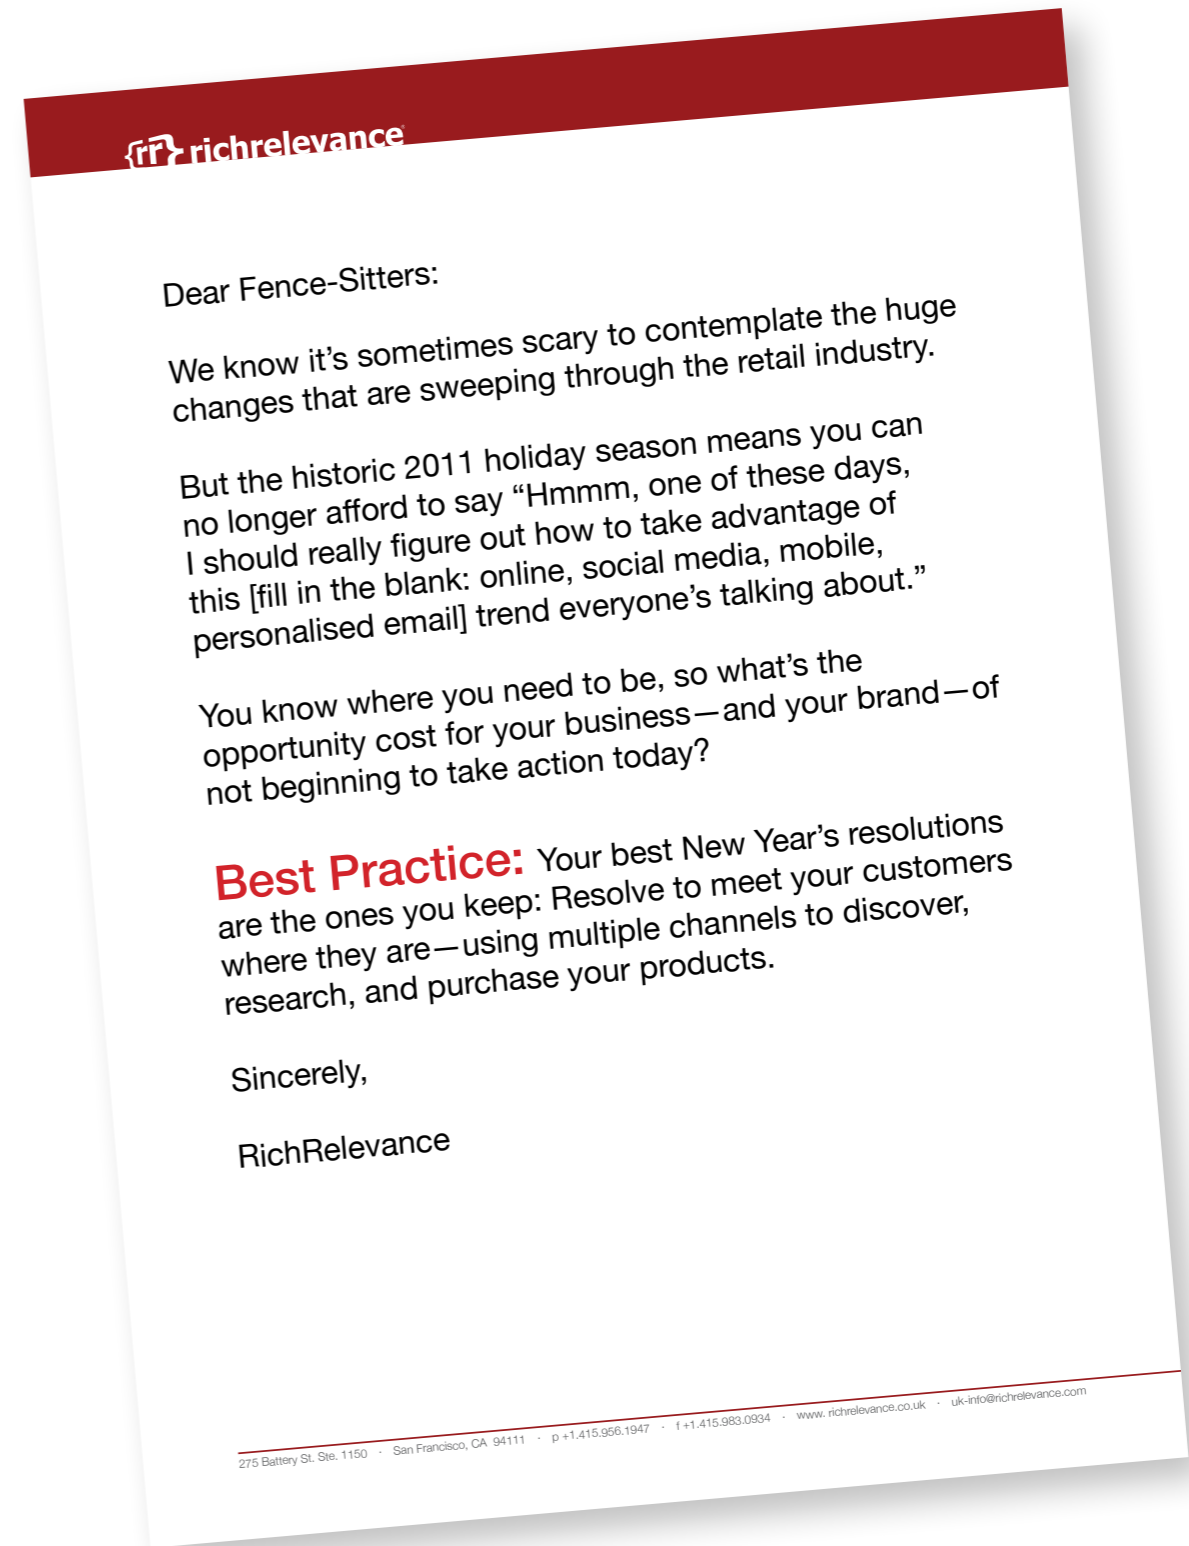 {rr} richrelevance
Dear Fence-Sitters:
We know it’s sometimes scary to contemplate the huge
changes that are sweeping through the retail industry.
But the historic 2011 holiday season means you can
no longer afford to say “Hmmm, one of these days,
I should really figure out how to take advantage of
this [fill in the blank: online, social media, mobile,
personalised email] trend everyone’s talking about.”
You know where you need to be, so what’s the
opportunity cost for your business—and your brand—of
not beginning to take action today?
Best Practice: Your best New Year’s resolutions
are the ones you keep: Resolve to meet your customers
where they are—using multiple channels to discover,
research, and purchase your products.
Sincerely,
RichRelevance
275 Battery St. Ste. 1150 · San Francisco, CA 94111 · p +1.415.956.1947 · f +1.415.983.0934 · www. richrelevance.co.uk · uk-info@richrelevance.com